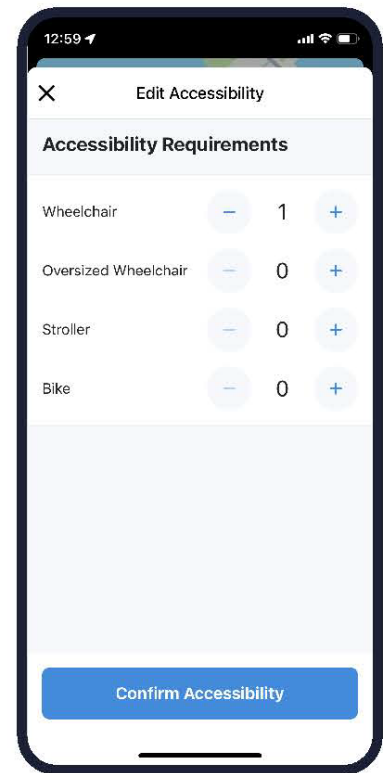 12:59
Edit Accessibility
Accessibility Requirements
Wheelchair − 1 +
Oversized Wheelchair − 0 +
Stroller − 0 +
Bike − 0 +
Confirm Accessibility